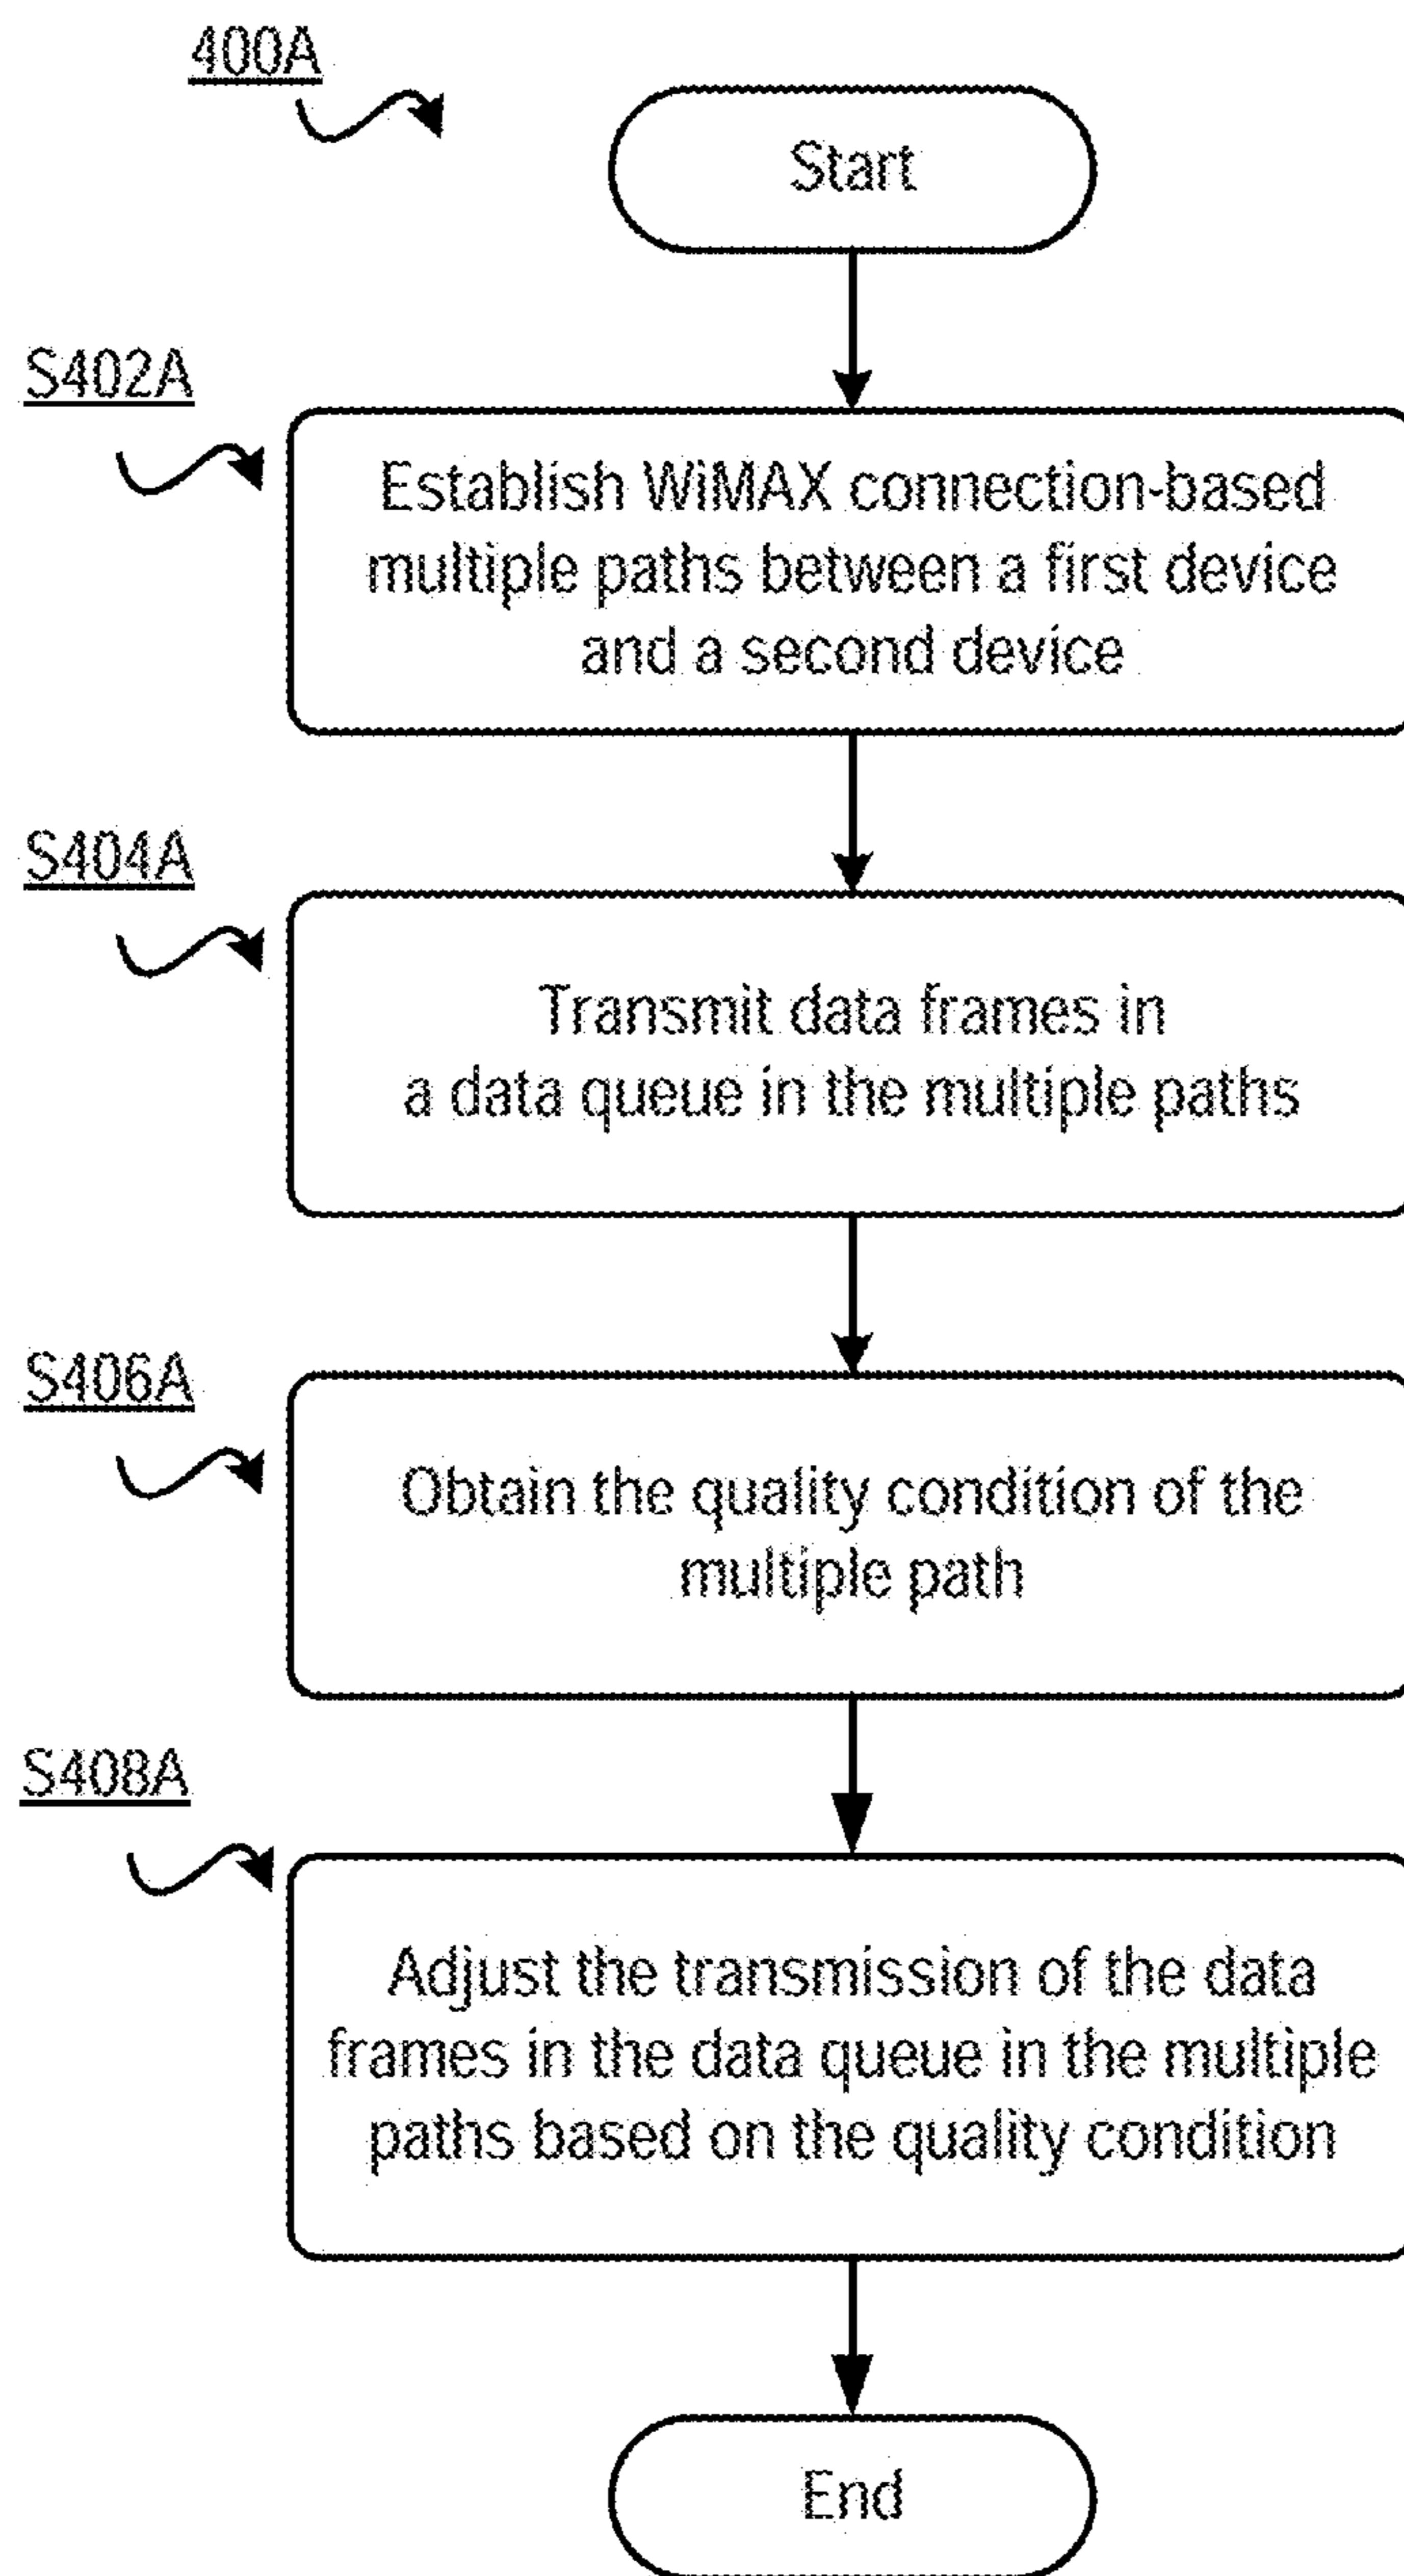 400A
Start
S402A
Establish WiMAX connection-based
multiple paths between a first device
and a second device
S404A
Transmit data frames in
a data queue in the multiple paths
S406A
Obtain the quality condition of the
multiple path
S408A
Adjust the transmission of the data
frames in the data queue in the multiple
paths based on the quality condition
End